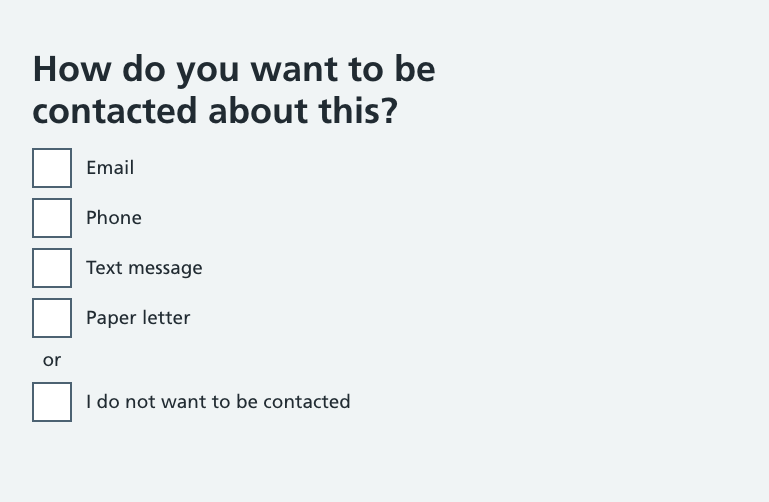 How do you want to be
contacted about this?
Email
Phone
Text message
Paper letter
or
I do not want to be contacted